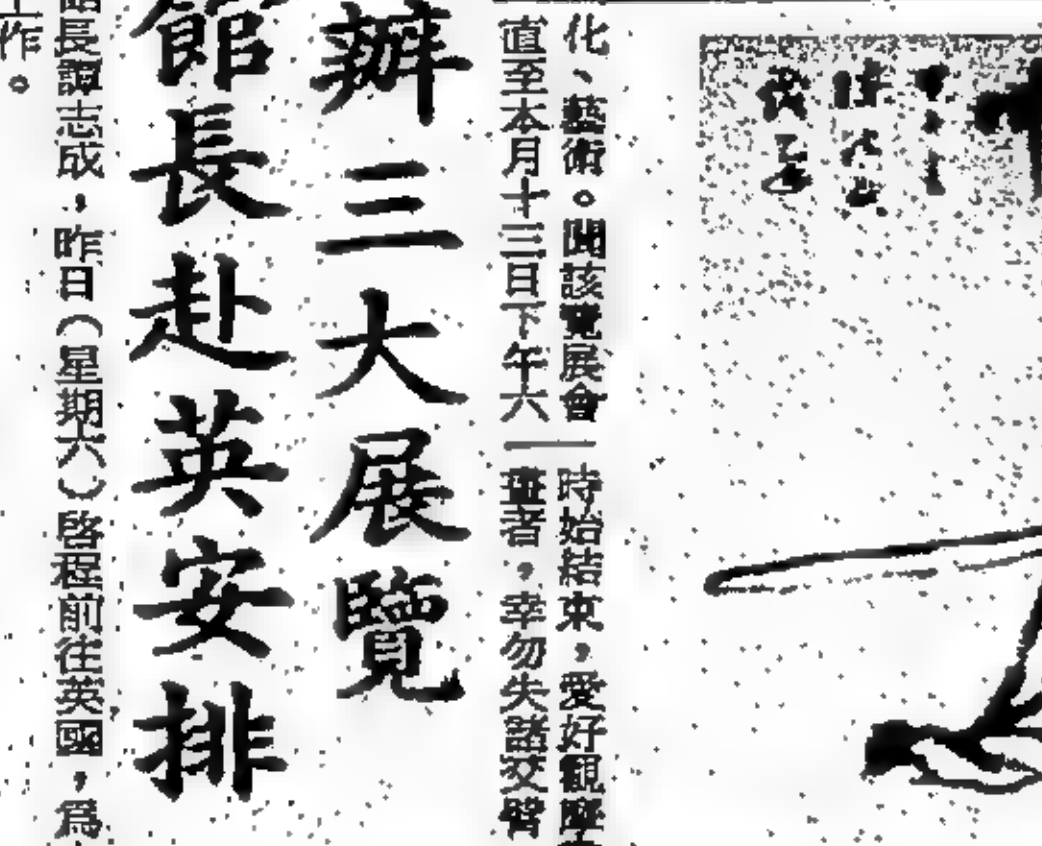 化、藝術。聞該覽展會
直至本月十三日下午六
時始結束,愛好觀摩
畫者,幸勿失諸交臂
辦三大展覽
館長赴英安排
館長譚志成,昨日(星期六)啓程前往英國,爲
工作。